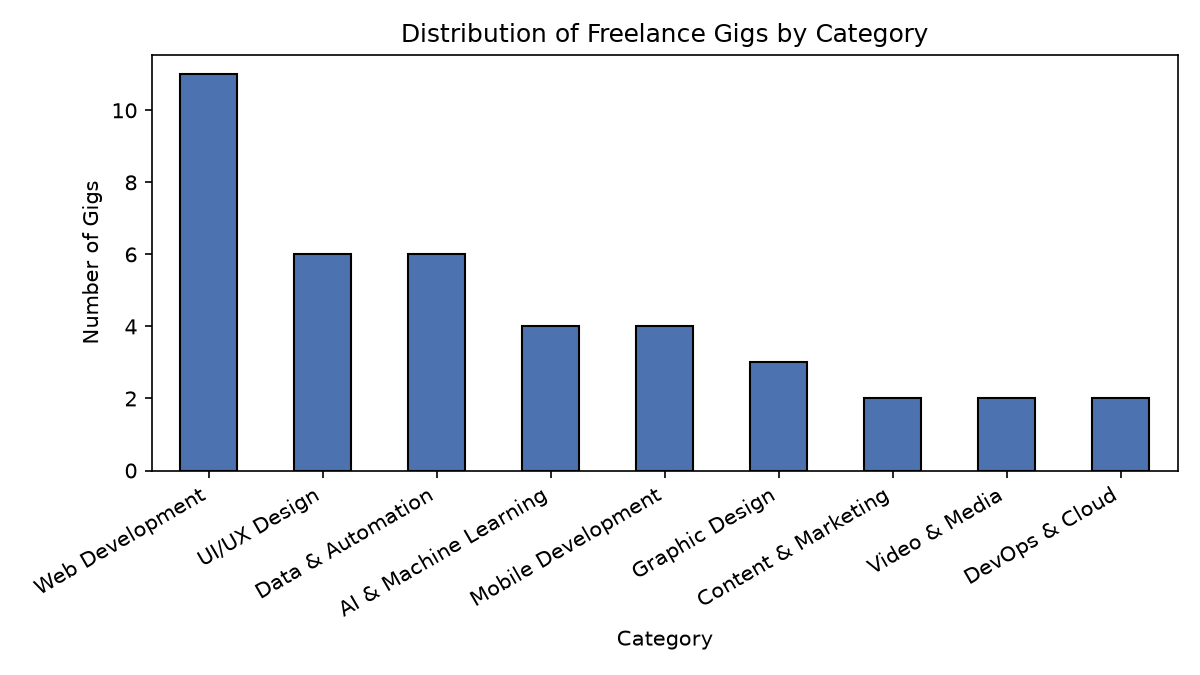 Distribution of Freelance Gigs by Category
Number of Gigs
10
8
6
4
2
0
Web Development
UI/UX Design
Data & Automation
AI & Machine Learning
Mobile Development
Graphic Design
Content & Marketing
Video & Media
DevOps & Cloud
Category